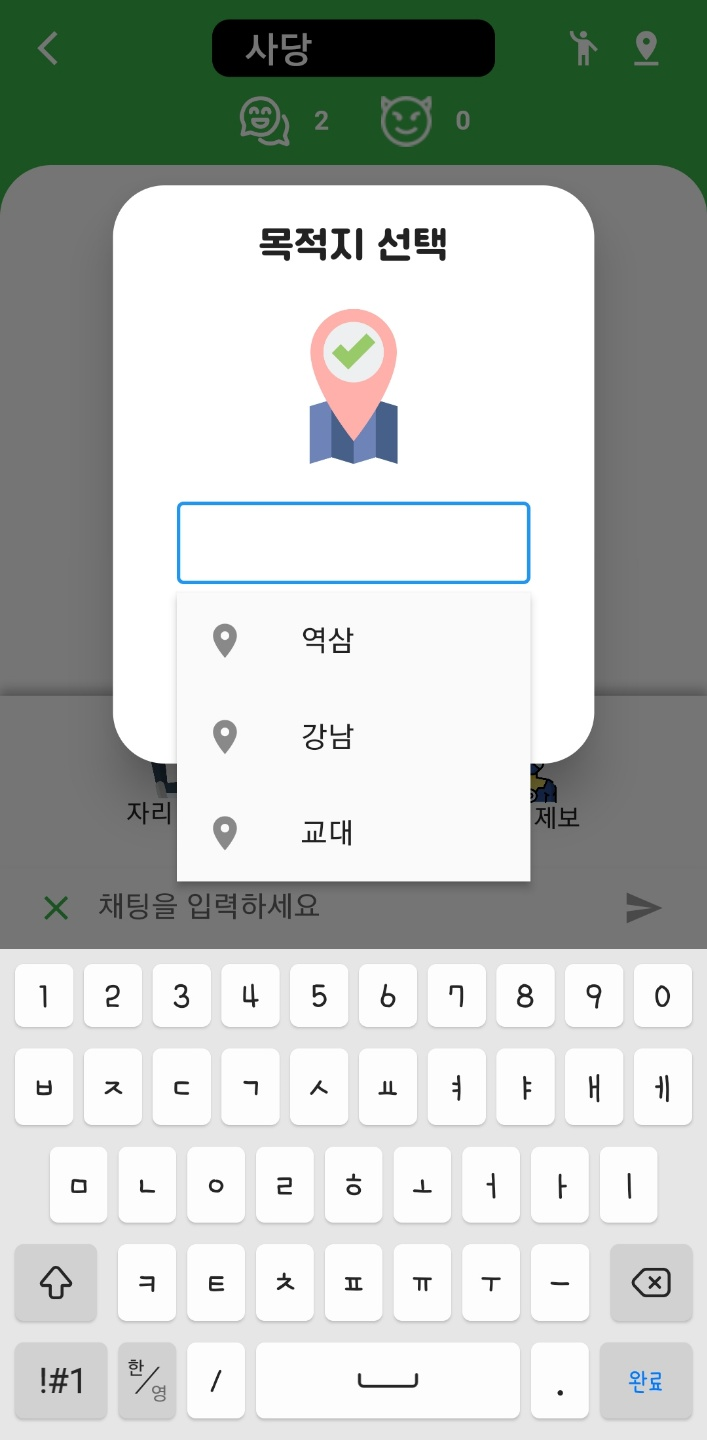 사당
2 0
목적지 선택
역삼
강남
교대
자리 제보
채팅을 입력하세요
1 2 3 4 5 6 7 8 9 0
ㅂ ㅈ ㄷ ㄱ ㅅ ㅛ ㅕ ㅑ ㅐ ㅔ
ㅁ ㄴ ㅇ ㄹ ㅎ ㅗ ㅓ ㅏ ㅣ
ㅋ ㅌ ㅊ ㅍ ㅠ ㅜ ㅡ
!#1 한/영 / . 완료